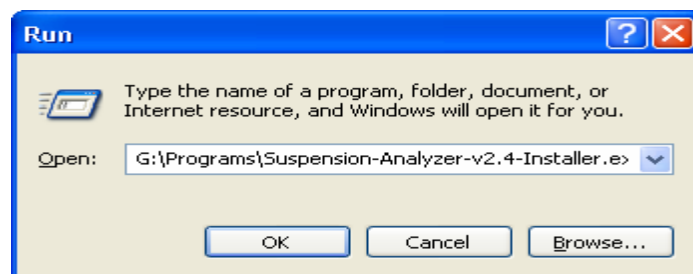 Run
Type the name of a program, folder, document, or
Internet resource, and Windows will open it for you.
Open:
G:\Programs\Suspension-Analyzer-v2.4-Installer.ex
OK
Cancel
Browse...